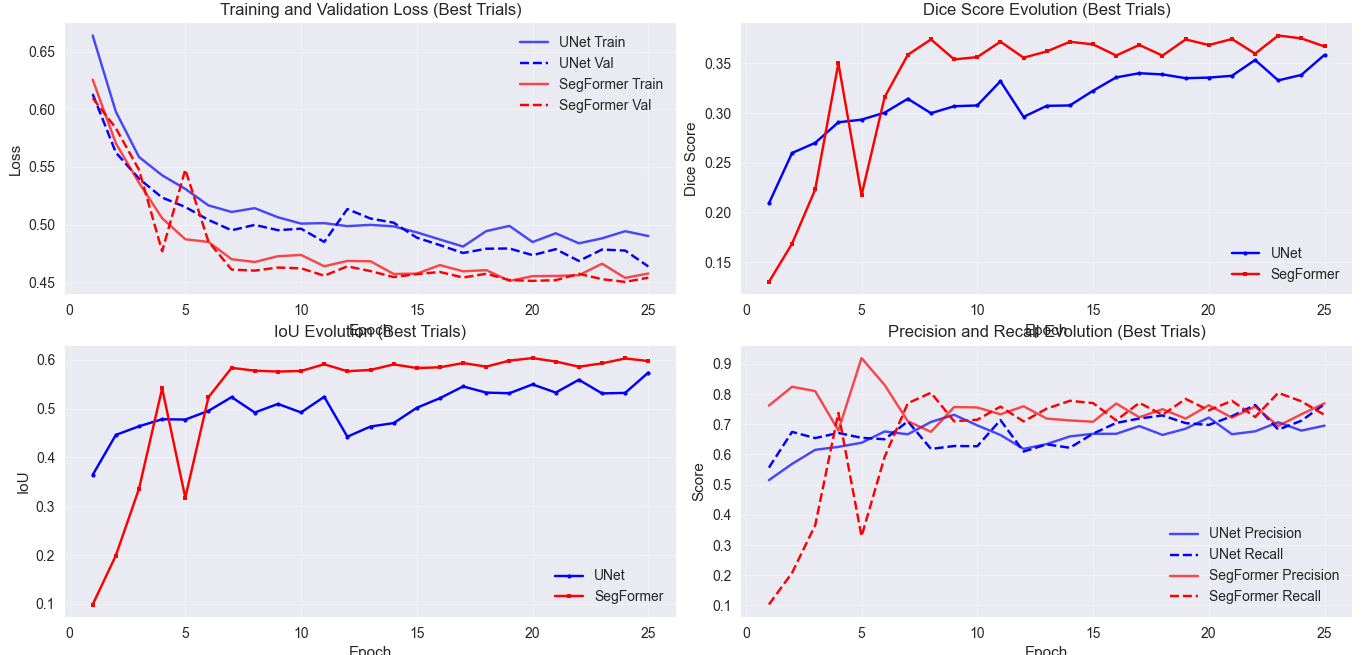 Training and Validation Loss (Best Trials)
0.65
0.60
0.55
0.50
0.45
Loss
UNet Train
UNet Val
SegFormer Train
SegFormer Val
0 5 10 15 20 25
Epoch
Dice Score Evolution (Best Trials)
0.35
0.30
0.25
0.20
0.15
Dice Score
UNet
SegFormer
0 5 10 15 20 25
Epoch
IoU Evolution (Best Trials)
0.6
0.5
0.4
0.3
0.2
0.1
IoU
UNet
SegFormer
0 5 10 15 20 25
Epoch
Precision and Recall Evolution (Best Trials)
0.9
0.8
0.7
0.6
0.5
0.4
0.3
0.2
0.1
Score
UNet Precision
UNet Recall
SegFormer Precision
SegFormer Recall
0 5 10 15 20 25
Epoch